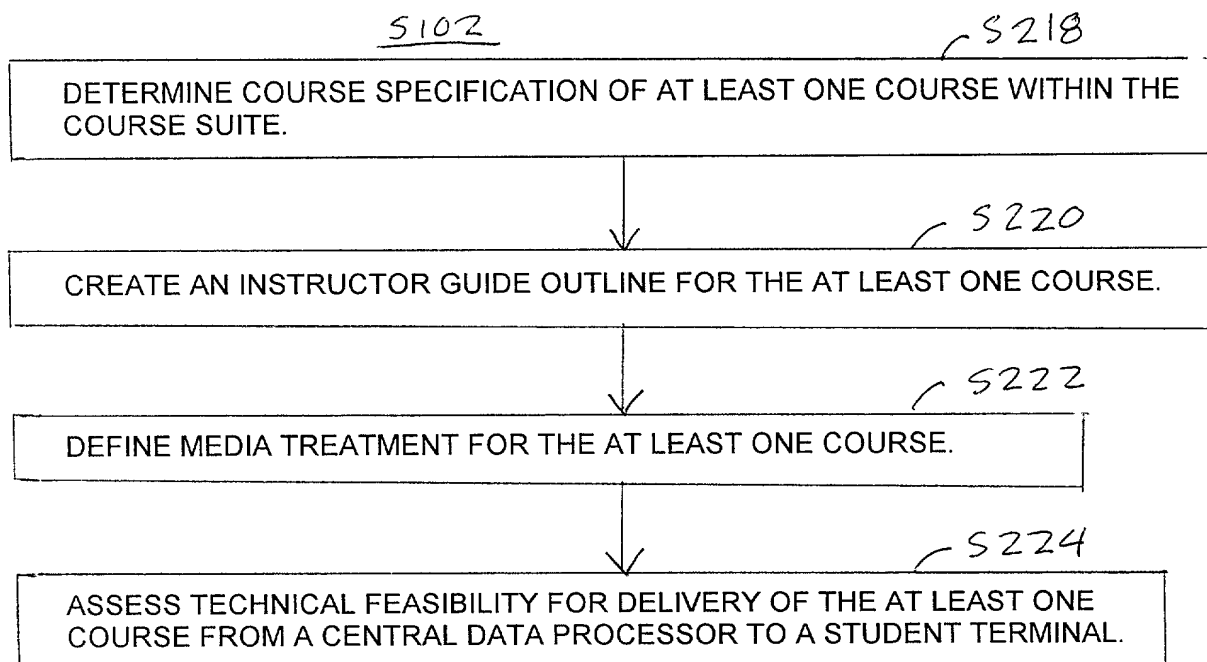 S102
S218
DETERMINE COURSE SPECIFICATION OF AT LEAST ONE COURSE WITHIN THE
COURSE SUITE.
S220
CREATE AN INSTRUCTOR GUIDE OUTLINE FOR THE AT LEAST ONE COURSE.
S222
DEFINE MEDIA TREATMENT FOR THE AT LEAST ONE COURSE.
S224
ASSESS TECHNICAL FEASIBILITY FOR DELIVERY OF THE AT LEAST ONE
COURSE FROM A CENTRAL DATA PROCESSOR TO A STUDENT TERMINAL.